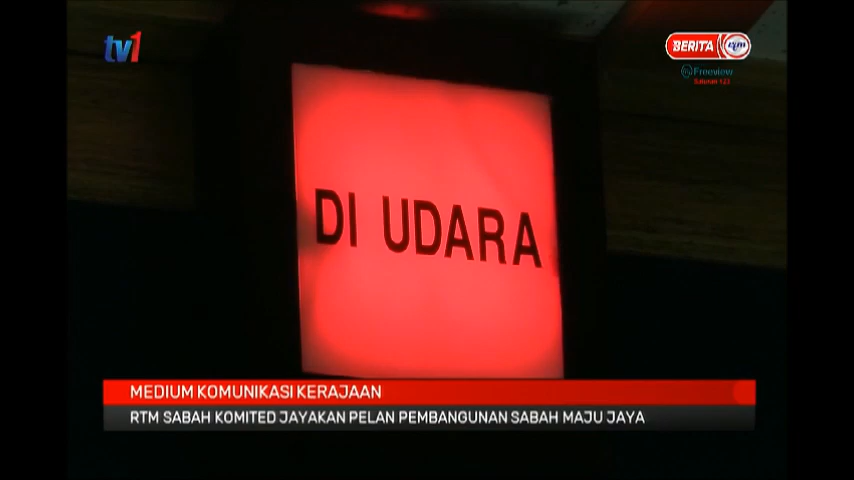 tv1
BERITA rtm
Freeview
Saluran 123
DI UDARA
MEDIUM KOMUNIKASI KERAJAAN
RTM SABAH KOMITED JAYAKAN PELAN PEMBANGUNAN SABAH MAJU JAYA